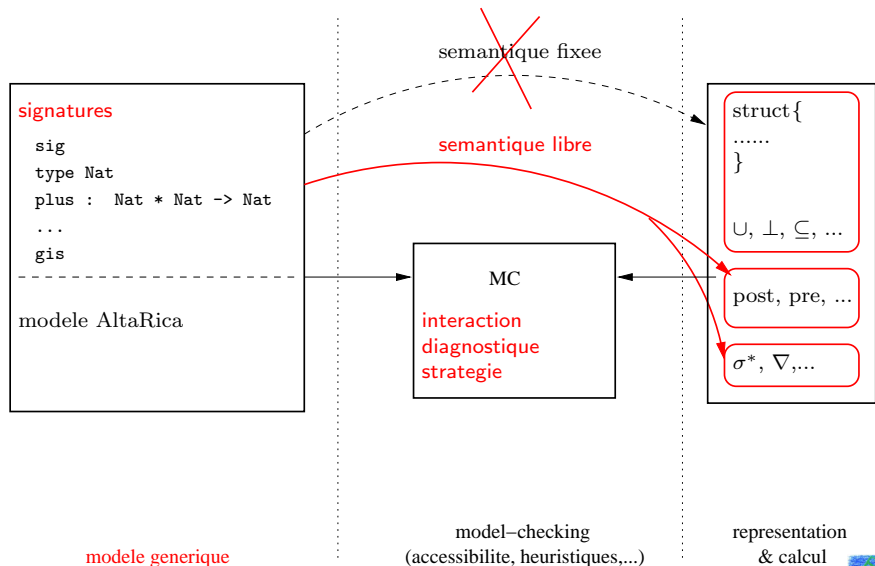 semantique fixee
signatures
sig
type Nat
plus : Nat * Nat -> Nat
...
gis
modele AltaRica
semantique libre
MC
interaction
diagnostique
strategie
struct{
......
}
∪, ⊥, ⊆, ...
post, pre, ...
σ*, ∇,...
modele generique
model−checking
(accessibilite, heuristiques,...)
representation
& calcul